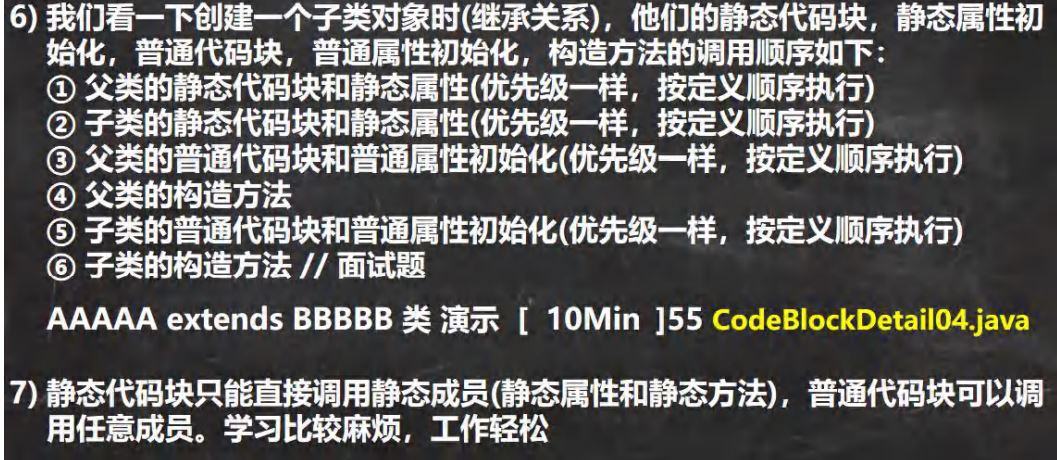 6) 我们看一下创建一个子类对象时(继承关系)，他们的静态代码块，静态属性初
始化，普通代码块，普通属性初始化，构造方法的调用顺序如下：
① 父类的静态代码块和静态属性(优先级一样，按定义顺序执行)
② 子类的静态代码块和静态属性(优先级一样，按定义顺序执行)
③ 父类的普通代码块和普通属性初始化(优先级一样，按定义顺序执行)
④ 父类的构造方法
⑤ 子类的普通代码块和普通属性初始化(优先级一样，按定义顺序执行)
⑥ 子类的构造方法 // 面试题
AAAAA extends BBBBB 类 演示 [ 10Min ]55 CodeBlockDetail04.java
7) 静态代码块只能直接调用静态成员(静态属性和静态方法)，普通代码块可以调
用任意成员。学习比较麻烦，工作轻松